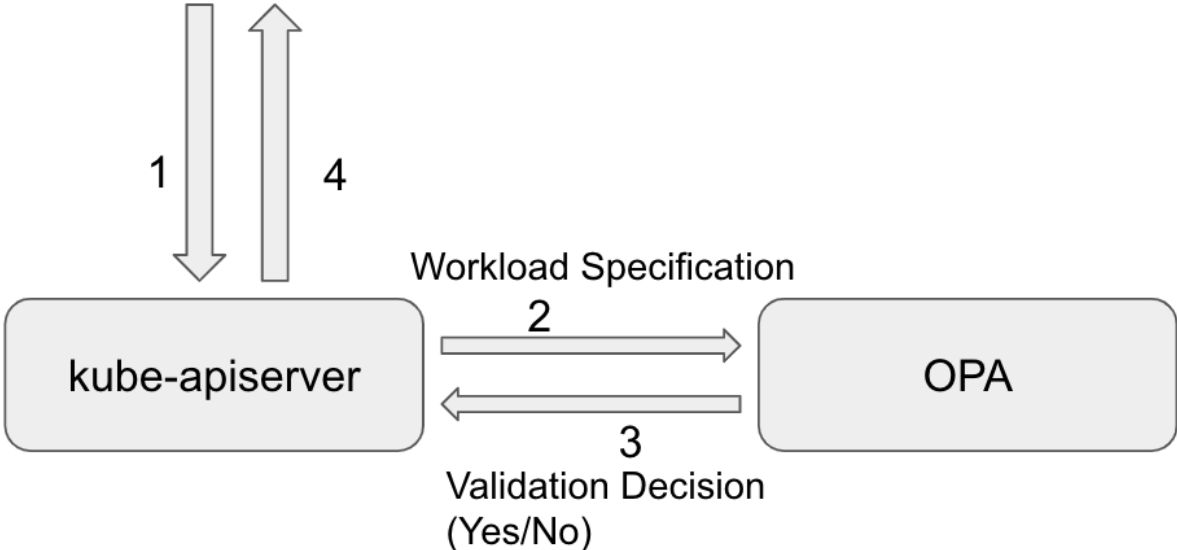 1
4
Workload Specification
2
kube-apiserver
OPA
3
Validation Decision
(Yes/No)